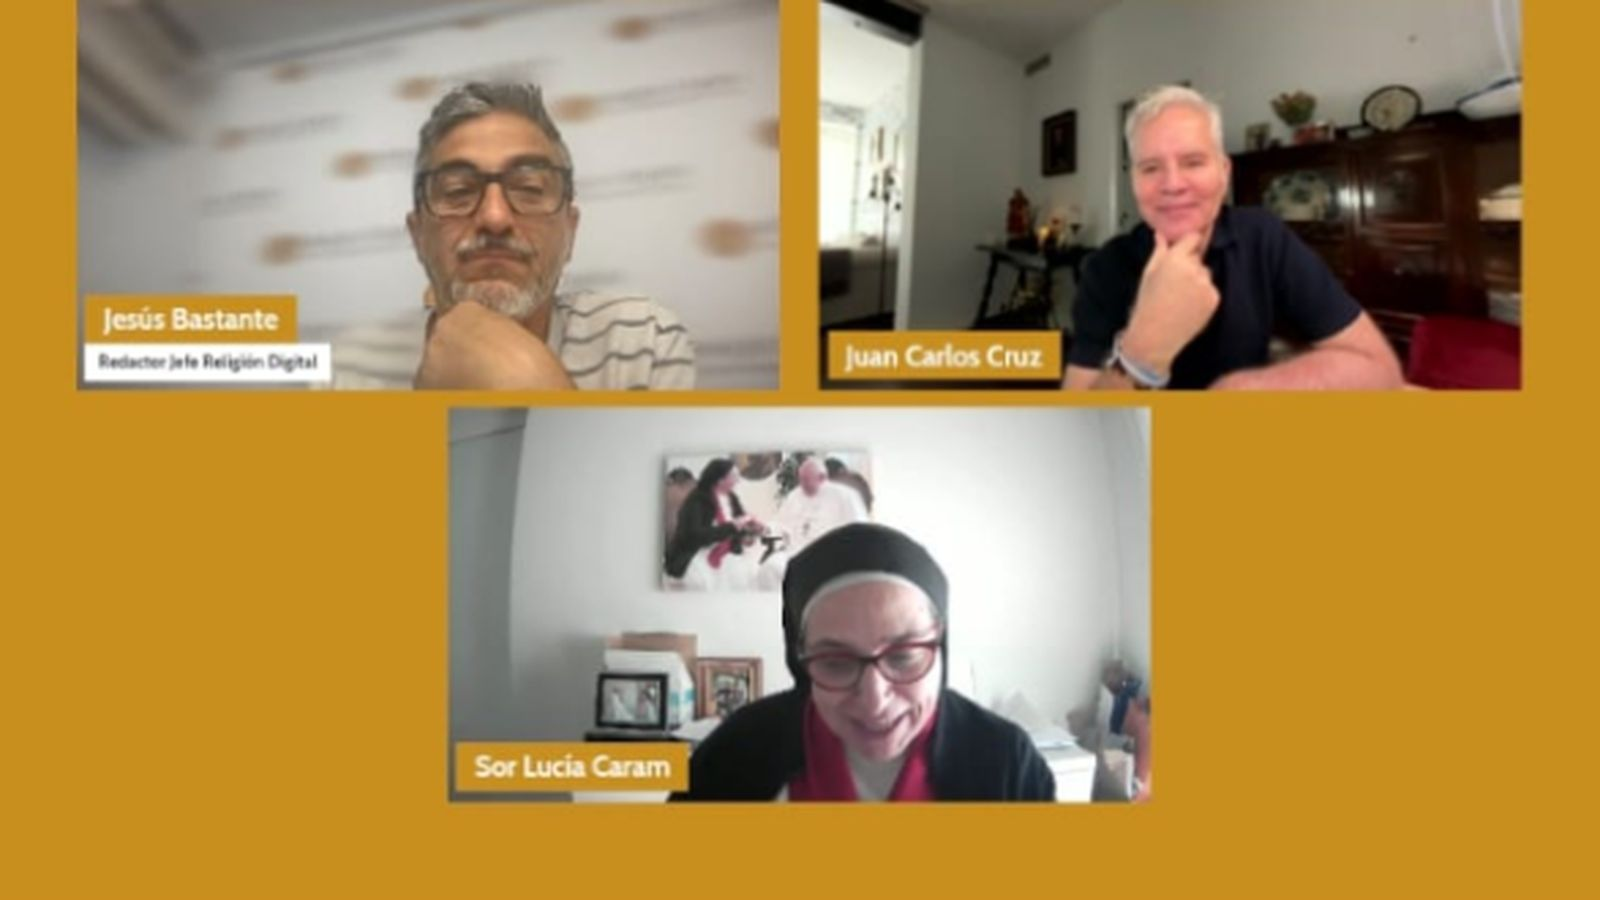 Jesús Bastante
Redactor Jefe Religión Digital
Juan Carlos Cruz
Sor Lucía Caram